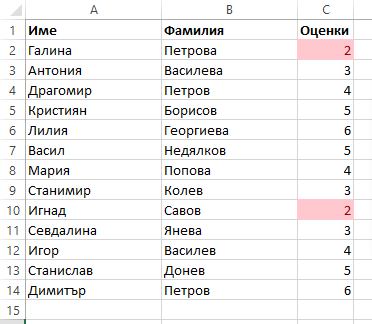 A B C
1 Име Фамилия Оценки
2 Галина Петрова 2
3 Антония Василева 3
4 Драгомир Петров 4
5 Кристиян Борисов 5
6 Лилия Георгиева 6
7 Васил Недялков 5
8 Мария Попова 4
9 Станимир Колев 3
10 Игнад Савов 2
11 Севдалина Янева 3
12 Игор Василев 4
13 Станислав Донев 5
14 Димитър Петров 6
15